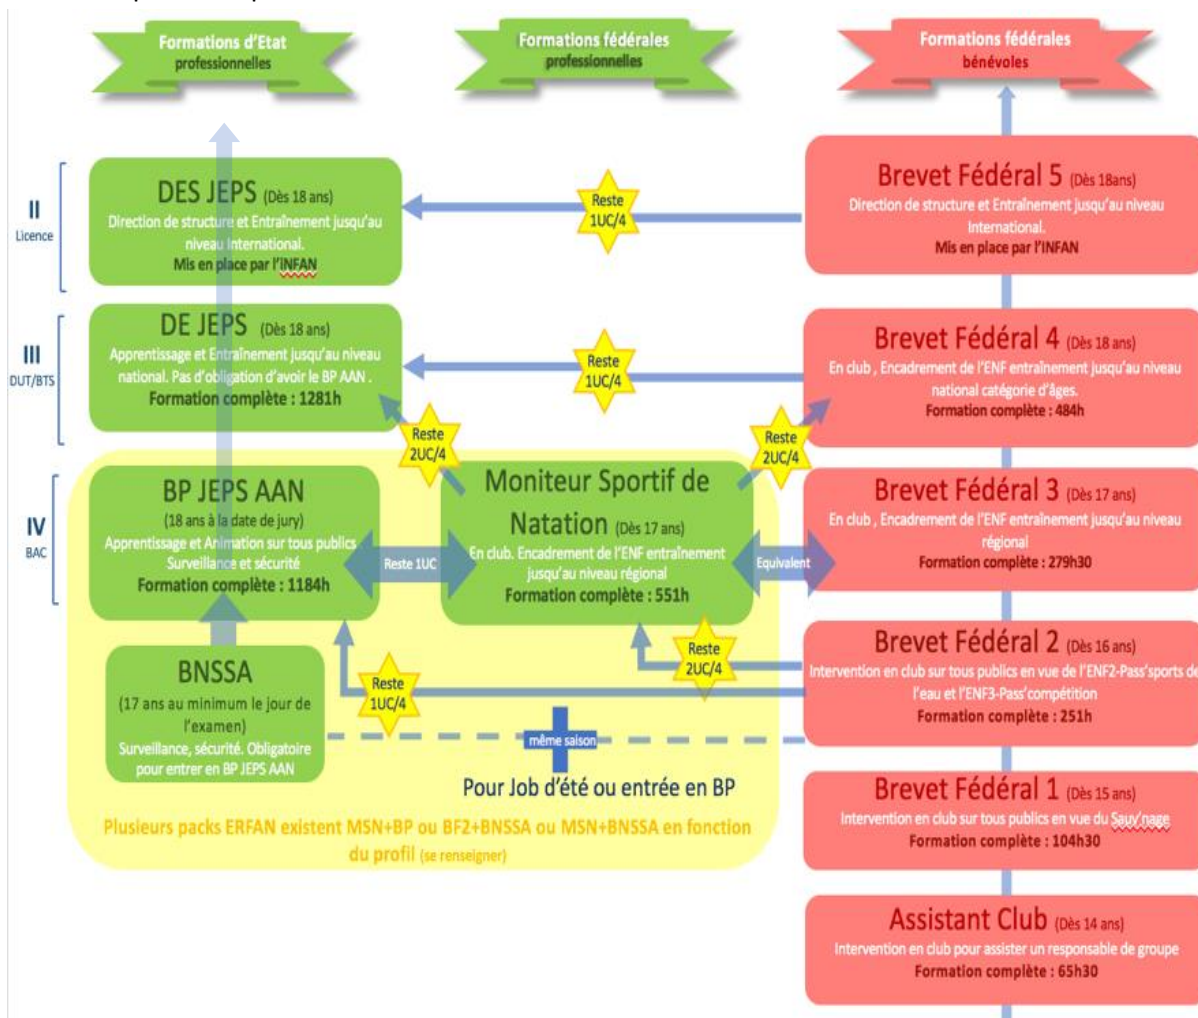 Formations d'Etat
professionnelles
Formations fédérales
professionnelles
Formations fédérales
bénévoles
II
Licence
DES JEPS (Dès 18 ans)
Direction de structure et Entraînement jusqu'au
niveau International.
Mis en place par l'iNFAN
Reste
1UC/4
Brevet Fédéral 5 (Dès 18ans)
Direction de structure et Entraînement jusqu'au niveau
International.
Mis en place par l'INFAN
III
DUT/BTS
DE JEPS (Dès 18 ans)
Apprentissage et Entraînement jusqu'au niveau
national. Pas d'obligation d'avoir le BP AAN .
Formation complète : 1281h
Reste
1UC/4
Brevet Fédéral 4 (Dès 18 ans)
En club , Encadrement de l'ENF entraînement jusqu'au niveau
national catégorie d'âges.
Formation complète : 484h
Reste
2UC/4
Reste
2UC/4
IV
BAC
BP JEPS AAN
(18 ans à la date de jury)
Apprentissage et Animation sur tous publics
Surveillance et sécurité
Formation complète : 1184h
Reste 1UC
Moniteur Sportif de
Natation (Dès 17 ans)
En club. Encadrement de l'ENF entraînement
jusqu'au niveau régional
Formation complète : 551h
Equivalent
Brevet Fédéral 3 (Dès 17 ans)
En club , Encadrement de l'ENF entraînement jusqu'au niveau
régional
Formation complète : 279h30
BNSSA
(17 ans au minimum le jour de
l'examen)
Surveillance, sécurité. Obligatoire
pour entrer en BP JEPS AAN
Reste
1UC/4
Reste
2UC/4
Brevet Fédéral 2 (Dès 16 ans)
Intervention en club sur tous publics en vue de l'ENF2-Pass'sports de
l'eau et l'ENF3-Pass'compétition
Formation complète : 251h
même saison
Pour Job d'été ou entrée en BP
Plusieurs packs ERFAN existent MSN+BP ou BF2+BNSSA ou MSN+BNSSA en fonction
du profil (se renseigner)
Brevet Fédéral 1 (Dès 15 ans)
Intervention en club sur tous publics en vue du Sauv'nage
Formation complète : 104h30
Assistant Club (Dès 14 ans)
Intervention en club pour assister un responsable de groupe
Formation complète : 65h30